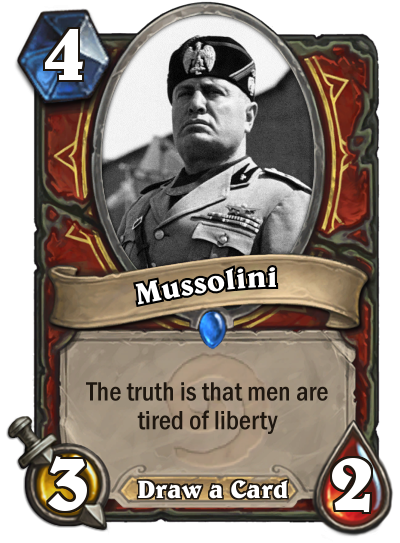 4
Mussolini
The truth is that men are
tired of liberty
3
Draw a Card
2